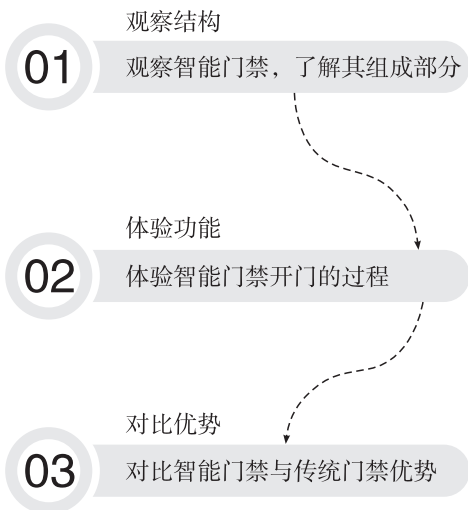 观察结构
01
观察智能门禁，了解其组成部分
体验功能
02
体验智能门禁开门的过程
对比优势
03
对比智能门禁与传统门禁优势